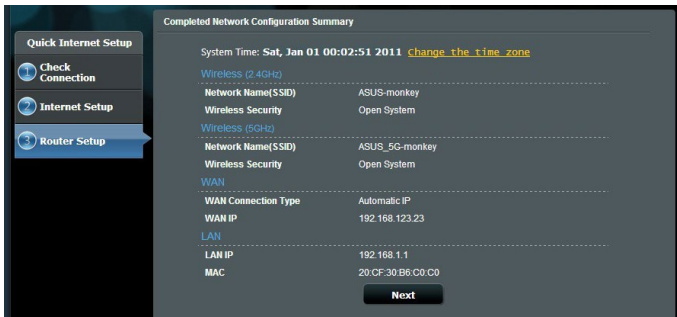 Completed Network Configuration Summary
Quick Internet Setup
1 Check Connection
2 Internet Setup
3 Router Setup
System Time: Sat, Jan 01 00:02:51 2011 Change the time zone
Wireless (2.4GHz)
Network Name(SSID) ASUS-monkey
Wireless Security Open System
Wireless (5GHz)
Network Name(SSID) ASUS_5G-monkey
Wireless Security Open System
WAN
WAN Connection Type Automatic IP
WAN IP 192.168.123.23
LAN
LAN IP 192.168.1.1
MAC 20:CF:30:B6:C0:C0
Next